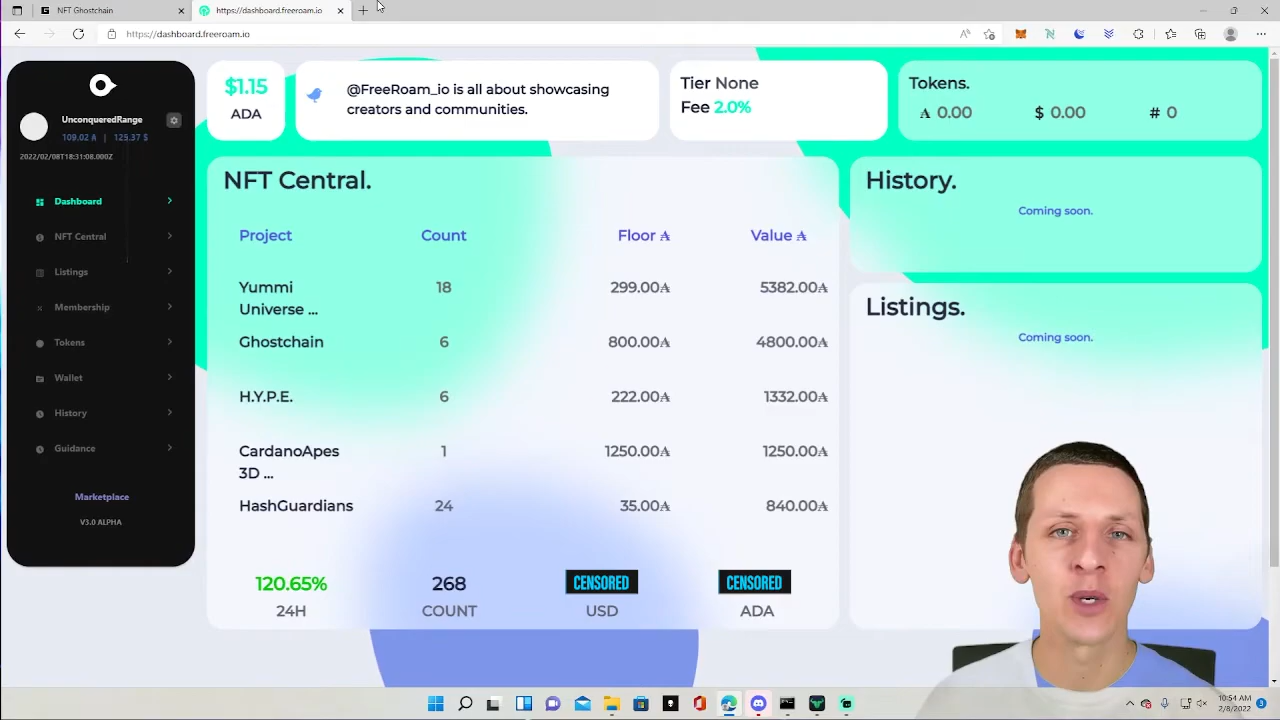 NFT Ghostchain
dashboard.freeroam.io
https://dashboard.freeroam.io
UnconqueredRange
109.02 ₳ | 125.37 $
2022/02/08T18:31:08.000Z
Dashboard
NFT Central
Listings
Membership
Tokens
Wallet
History
Guidance
Marketplace
V3.0 ALPHA
$1.15
ADA
@FreeRoam_io is all about showcasing
creators and communities.
Tier None
Fee 2.0%
Tokens.
₳ 0.00 $ 0.00 # 0
NFT Central.
Project Count Floor ₳ Value ₳
Yummi 18 299.00₳ 5382.00₳
Universe ...
Ghostchain 6 800.00₳ 4800.00₳
H.Y.P.E. 6 222.00₳ 1332.00₳
CardanoApes 1 1250.00₳ 1250.00₳
3D ...
HashGuardians 24 35.00₳ 840.00₳
120.65% 268 CENSORED CENSORED
24H COUNT USD ADA
History.
Coming soon.
Listings.
Coming soon.
10:54 AM
3